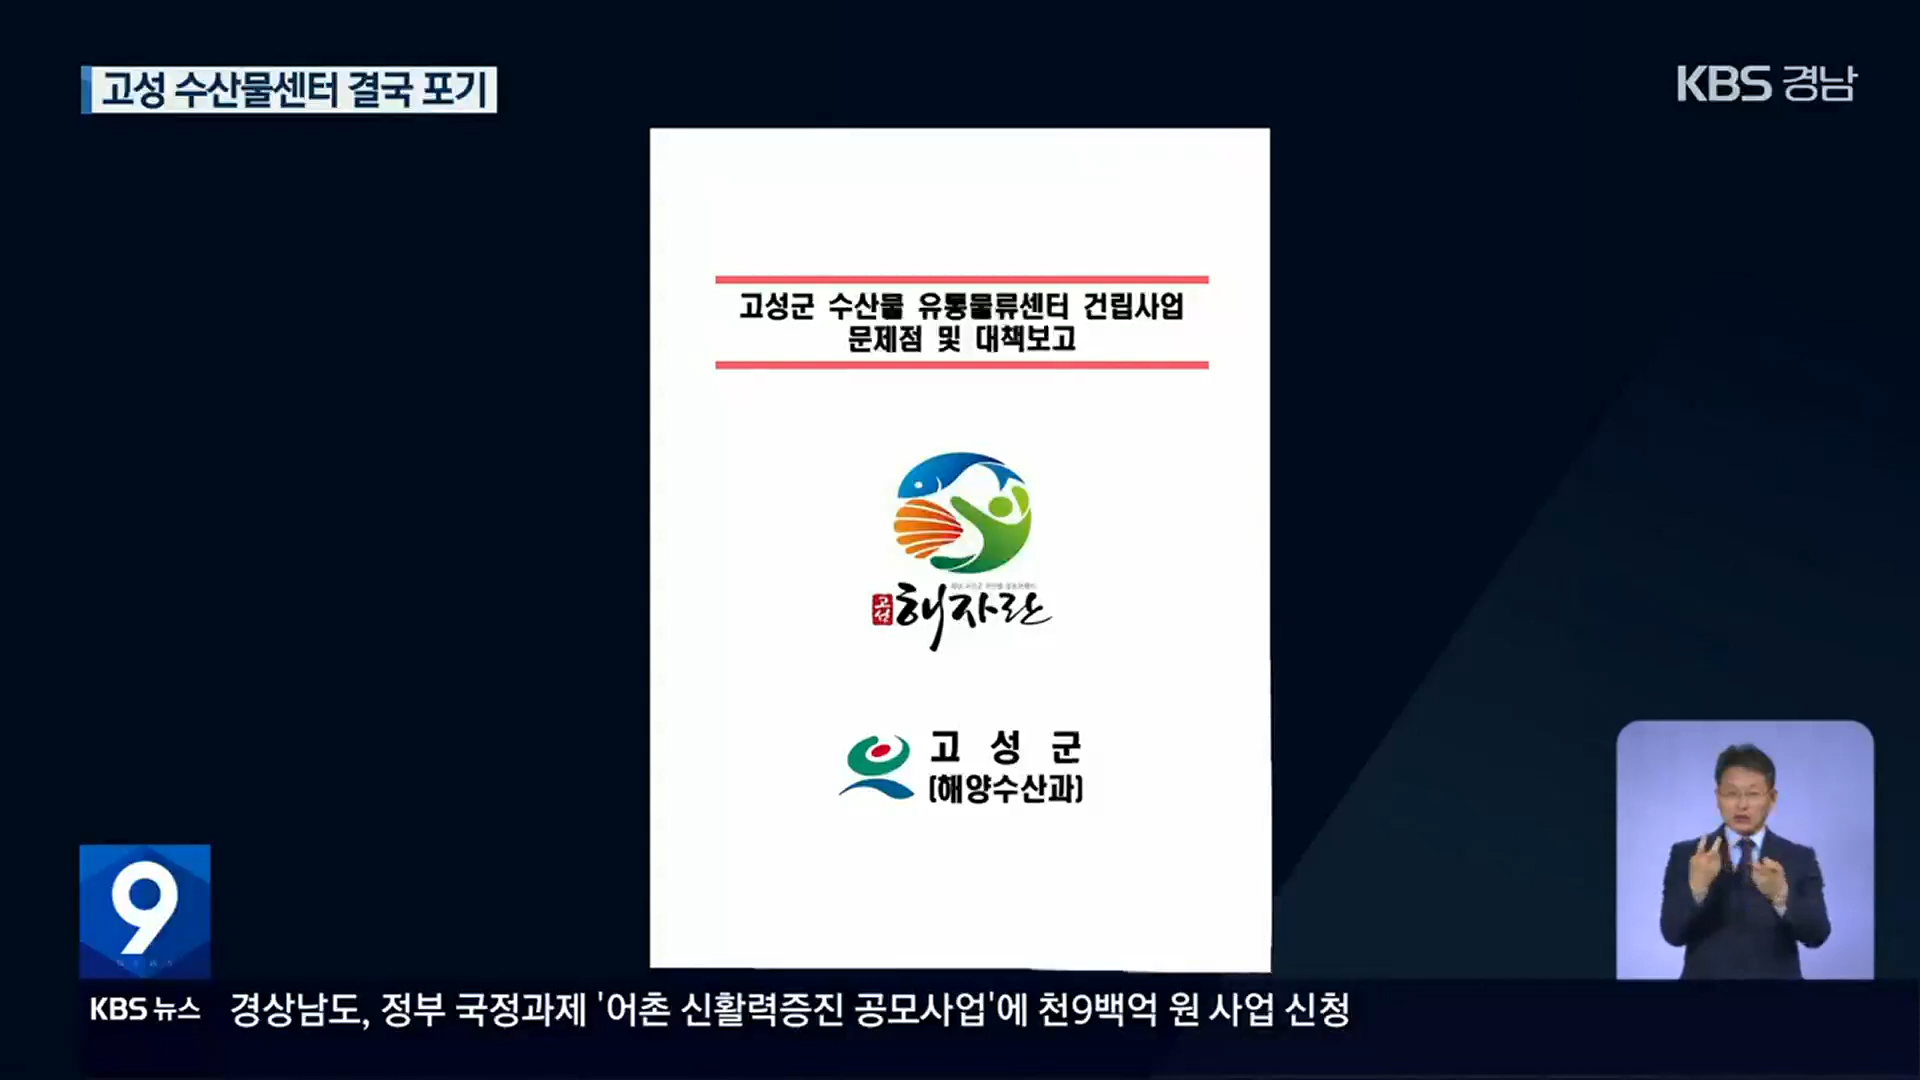 고성 수산물센터 결국 포기
KBS 경남
고성군 수산물 유통물류센터 건립사업
문제점 및 대책보고
고성 해자란
고 성 군
(해양수산과)
9
NEWS
KBS 뉴스 경상남도, 정부 국정과제 '어촌 신활력증진 공모사업'에 천9백억 원 사업 신청